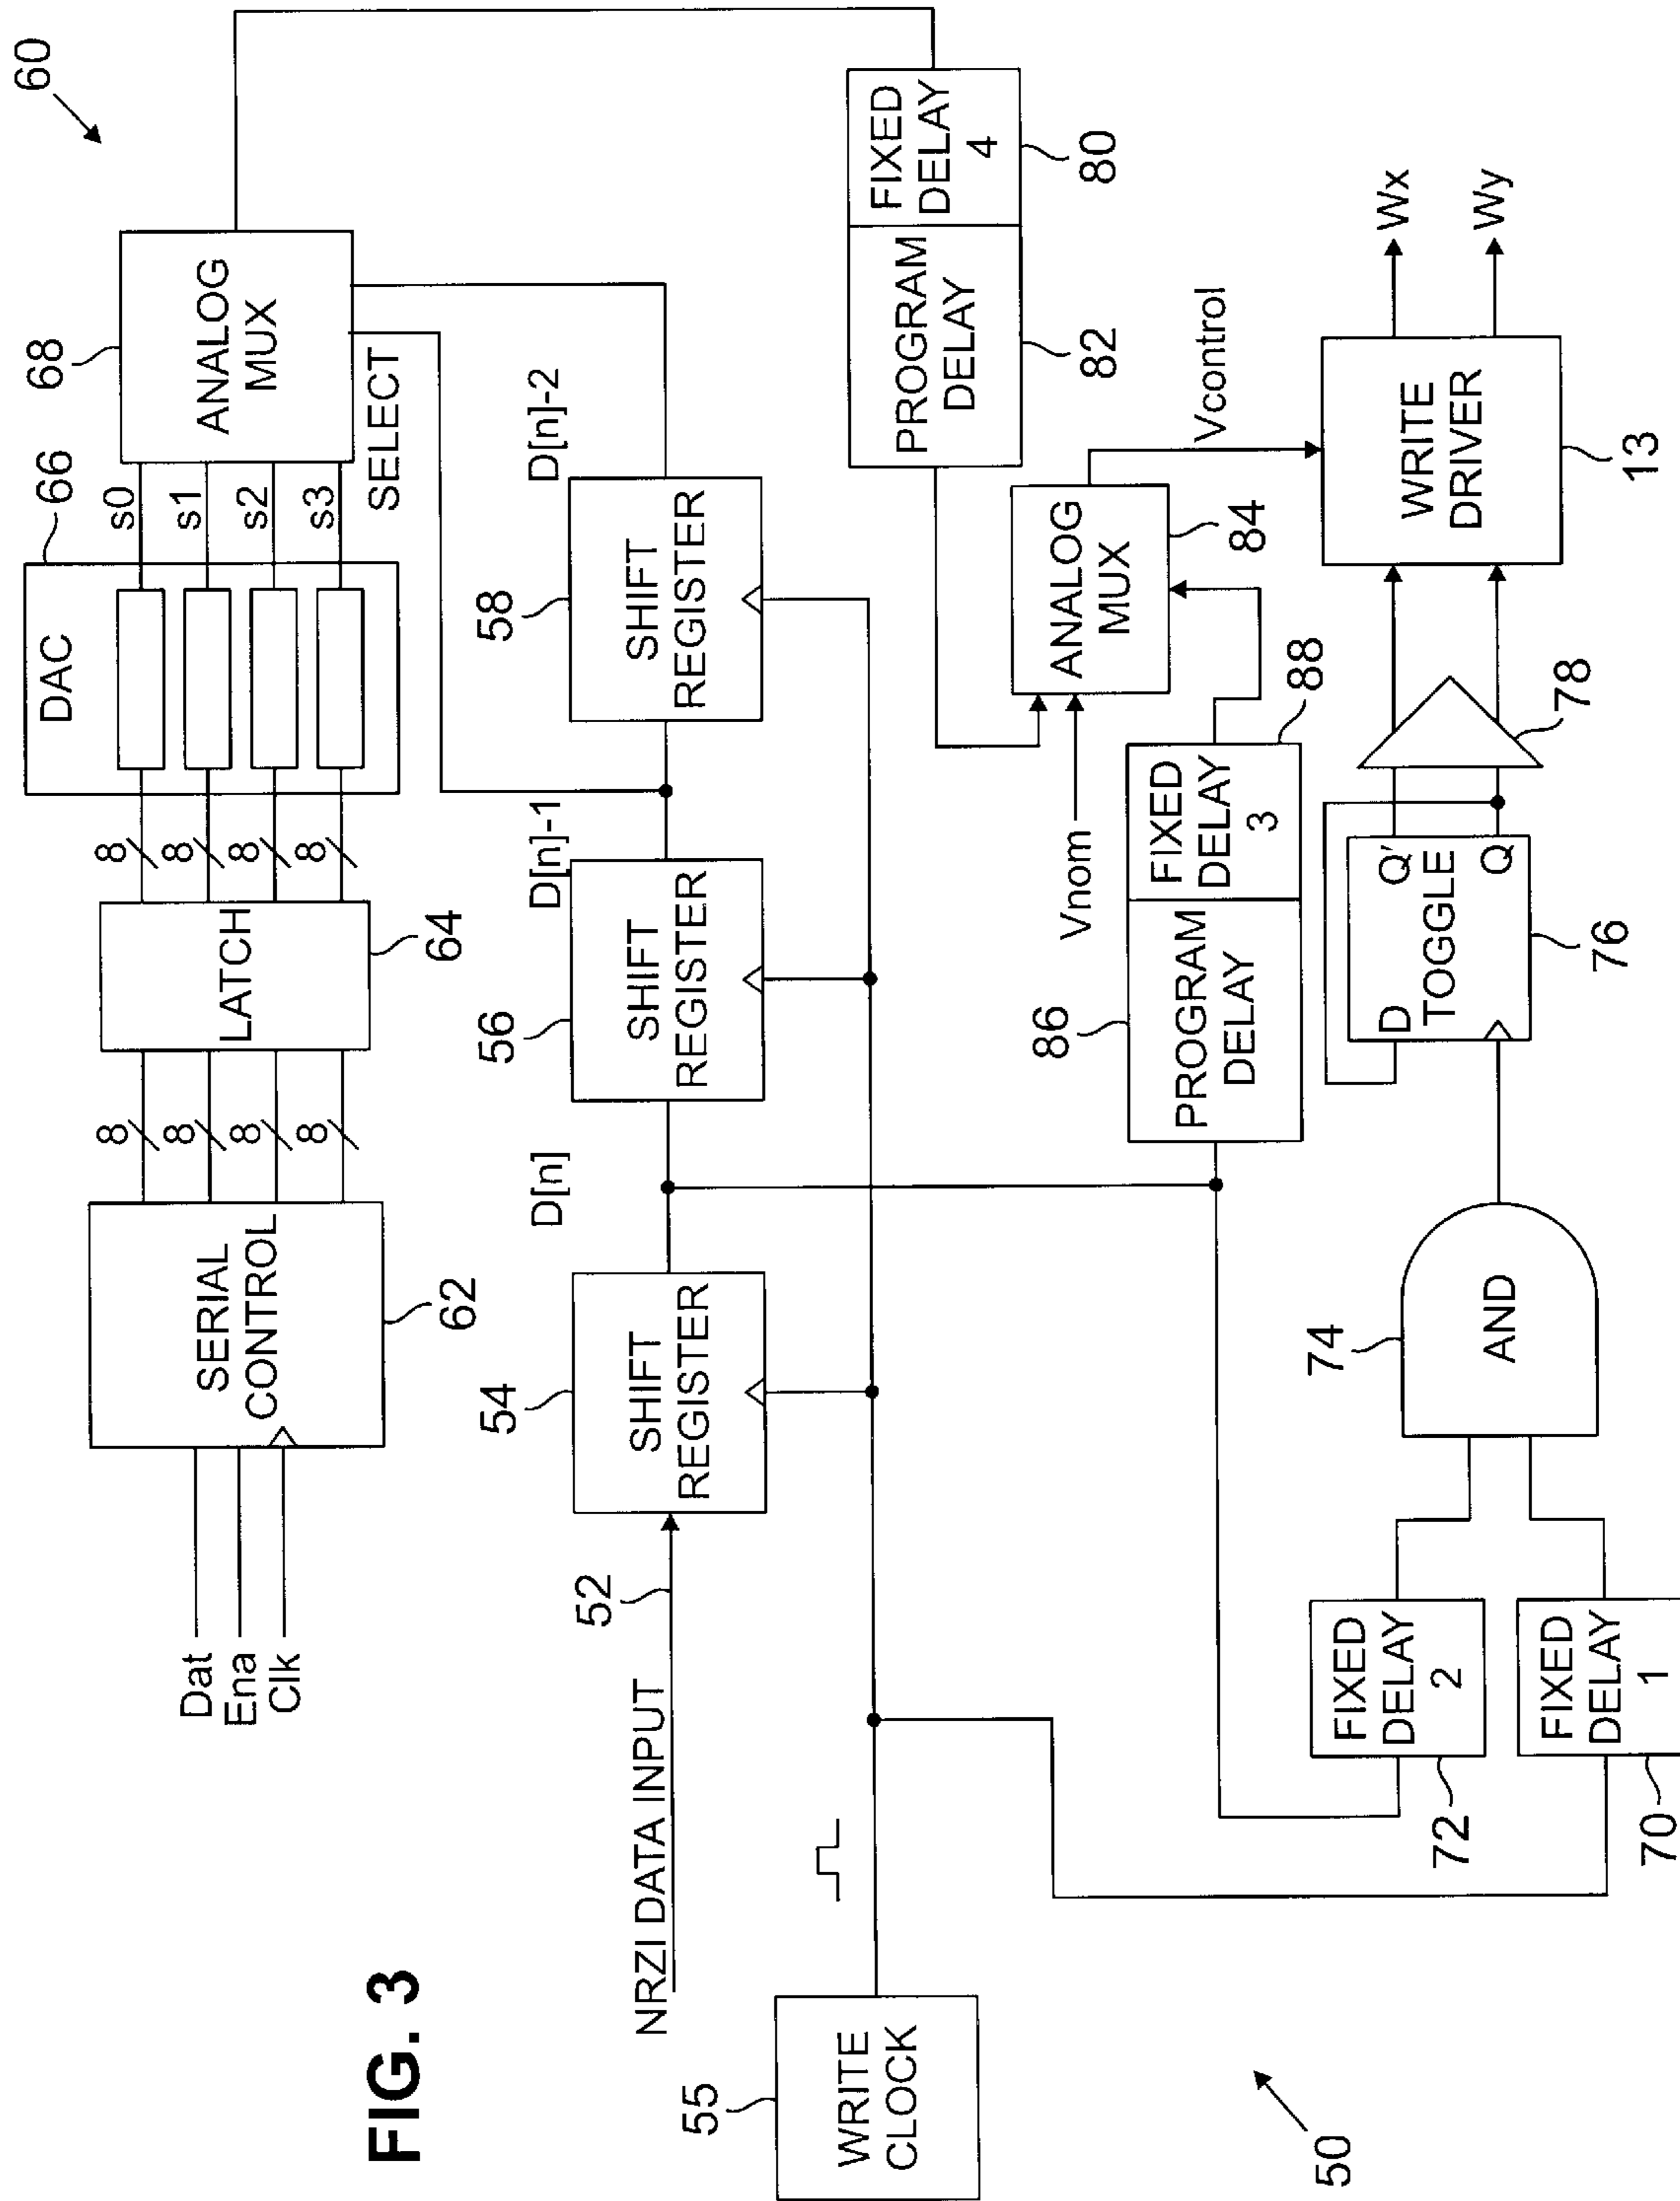 FIG. 3
60
Dat
Ena
Clk
SERIAL
CONTROL
62
8
8
8
8
LATCH
64
8
8
8
8
DAC
66
s0
s1
s2
s3
68
ANALOG
MUX
SELECT
NRZI DATA INPUT
52
54
SHIFT
REGISTER
D[n]
56
SHIFT
REGISTER
D[n]-1
58
SHIFT
REGISTER
D[n]-2
55
WRITE
CLOCK
PROGRAM
DELAY
82
FIXED
DELAY
4
80
Vnom
ANALOG
MUX
84
Vcontrol
86
PROGRAM
DELAY
FIXED
DELAY
3
88
50
FIXED
DELAY
2
72
FIXED
DELAY
1
70
74
AND
D
Q'
TOGGLE
Q
76
78
WRITE
DRIVER
13
Wx
Wy